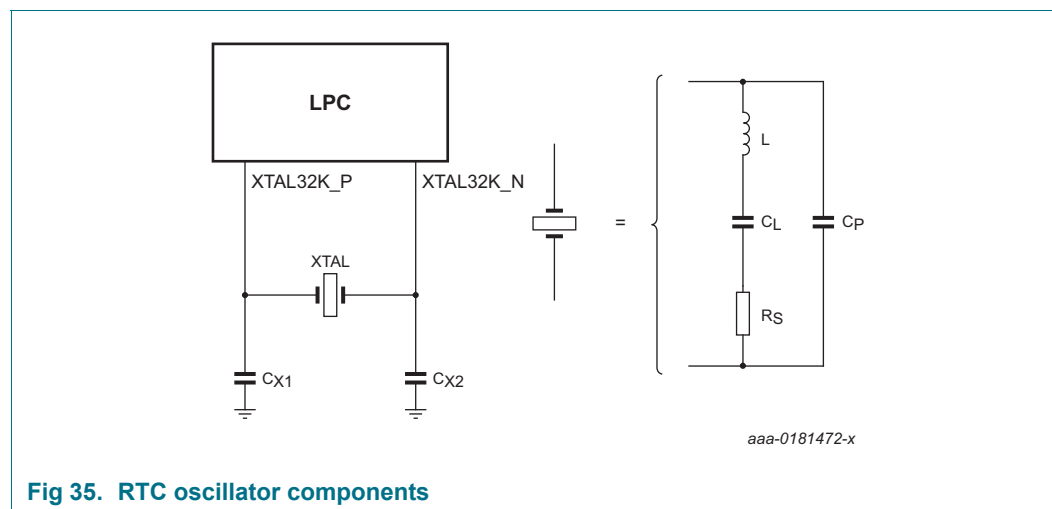 LPC
XTAL32K_P
XTAL32K_N
XTAL
CX1
CX2
=
L
CL
CP
RS
aaa-0181472-x
Fig 35. RTC oscillator components